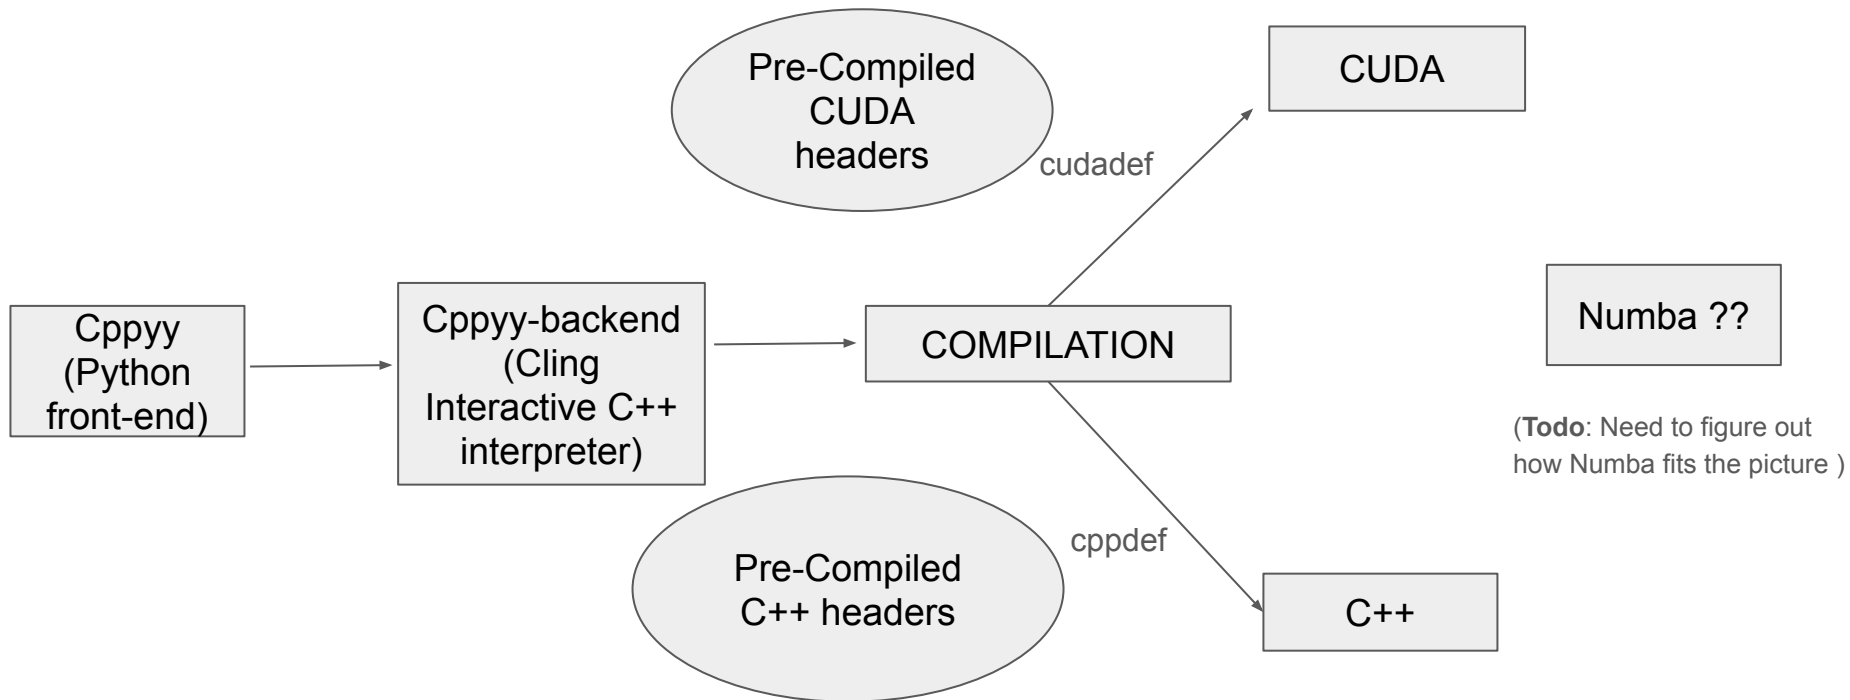 Pre-Compiled
CUDA
headers
CUDA
cudadef
Cppyy
(Python
front-end)
Cppyy-backend
(Cling
Interactive C++
interpreter)
COMPILATION
Numba ??
(Todo: Need to figure out
how Numba fits the picture )
cppdef
Pre-Compiled
C++ headers
C++